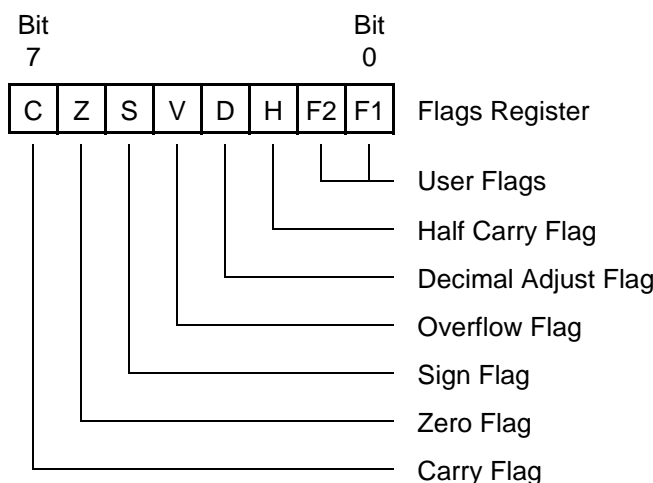 Bit Bit
7 0
C Z S V D H F2 F1 Flags Register
User Flags
Half Carry Flag
Decimal Adjust Flag
Overflow Flag
Sign Flag
Zero Flag
Carry Flag